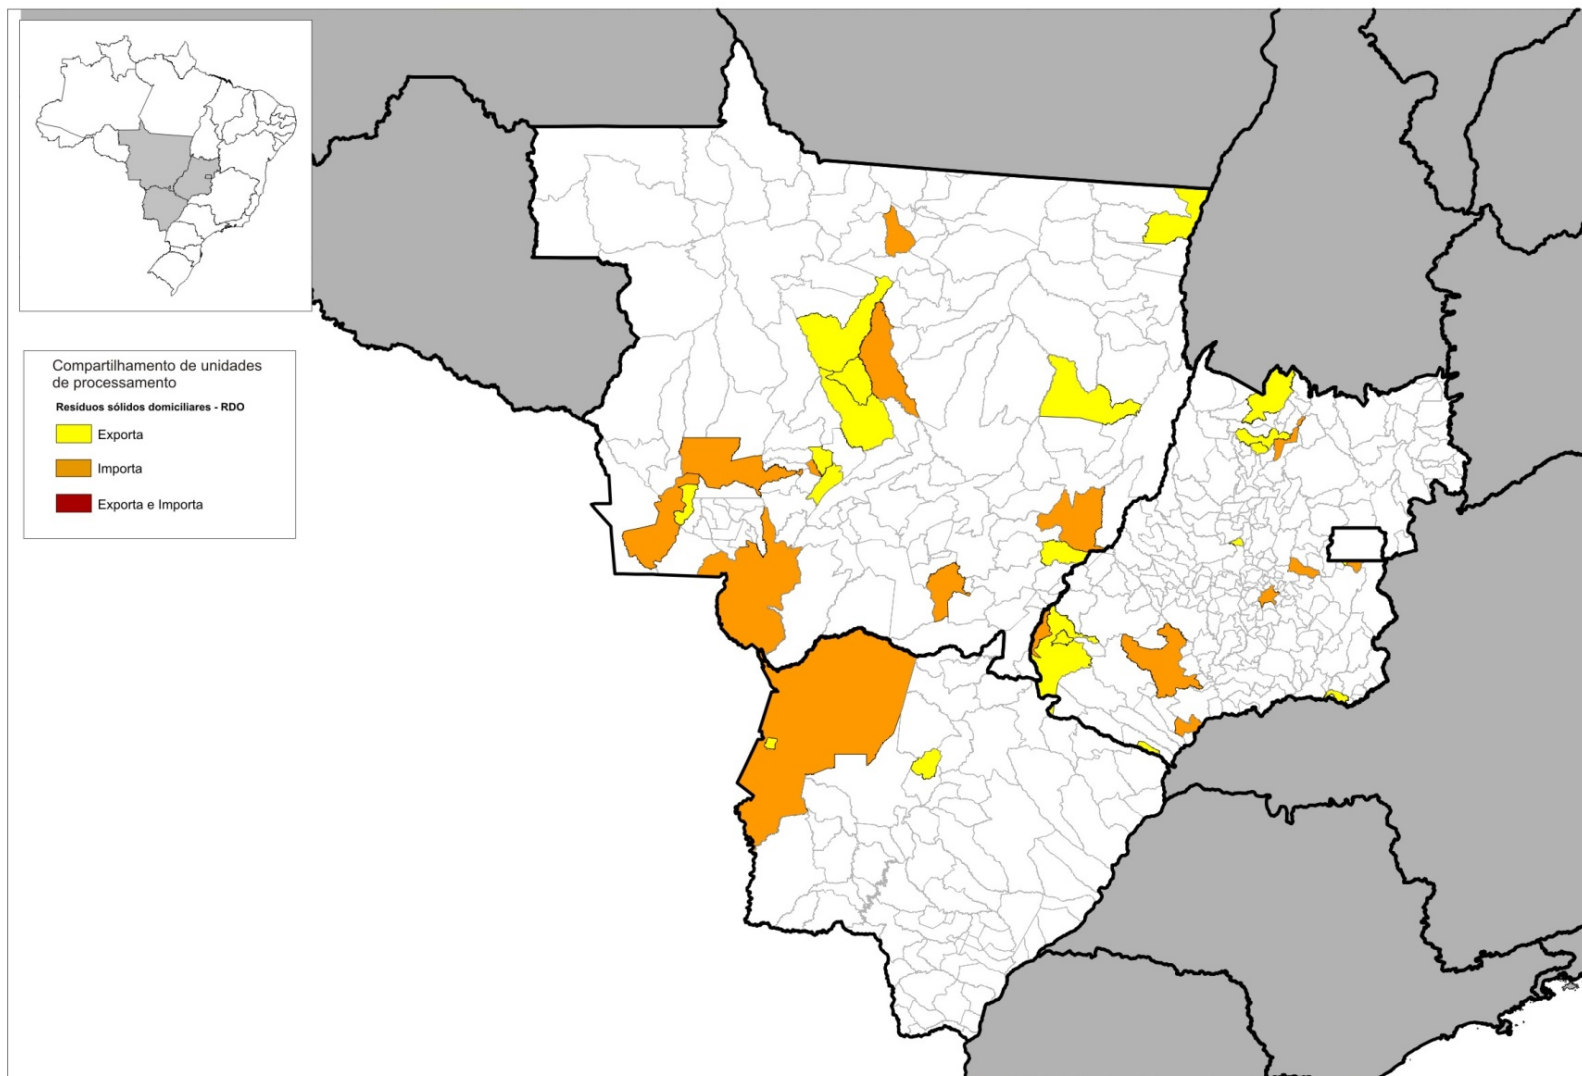 Compartilhamento de unidades
de processamento
Resíduos sólidos domiciliares - RDO
Exporta
Importa
Exporta e Importa